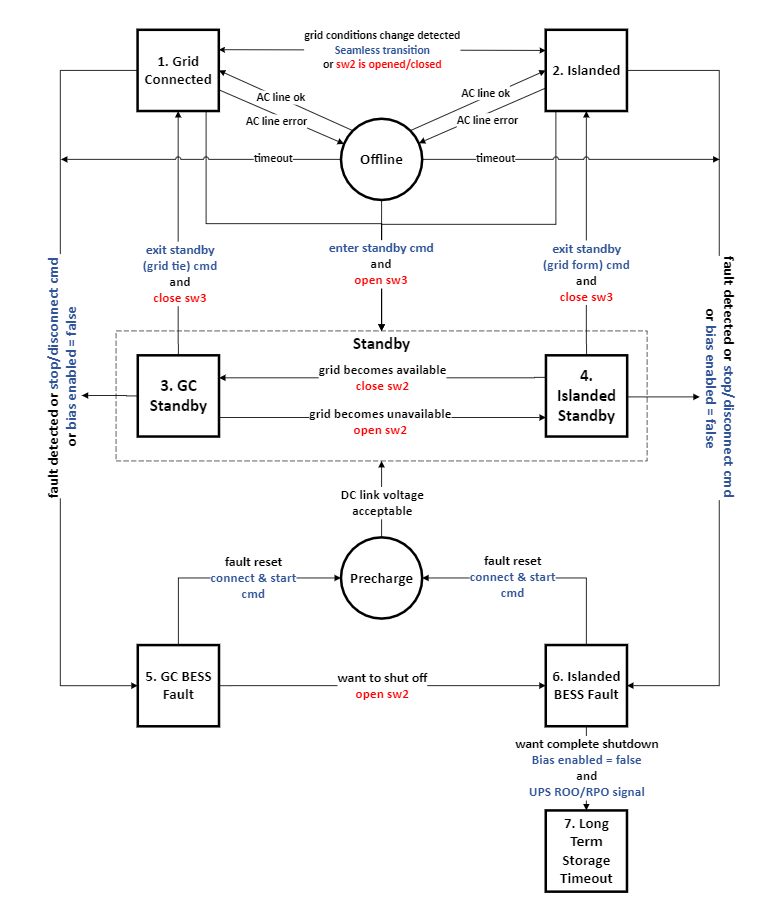 grid conditions change detected
Seamless transition
or sw2 is opened/closed
1. Grid
Connected
2. Islanded
AC line ok
AC line error
AC line ok
AC line error
Offline
timeout
timeout
exit standby
(grid tie) cmd
and
close sw3
enter standby cmd
and
open sw3
exit standby
(grid form) cmd
and
close sw3
fault detected or stop/disconnect cmd
or bias enabled = false
fault detected or stop/disconnect cmd
or bias enabled = false
Standby
3. GC
Standby
grid becomes available
close sw2
grid becomes unavailable
open sw2
4.
Islanded
Standby
DC link voltage
acceptable
Precharge
fault reset
connect & start
cmd
fault reset
connect & start
cmd
5. GC BESS
Fault
want to shut off
open sw2
6. Islanded
BESS Fault
want complete shutdown
Bias enabled = false
and
UPS ROO/RPO signal
7. Long
Term
Storage
Timeout